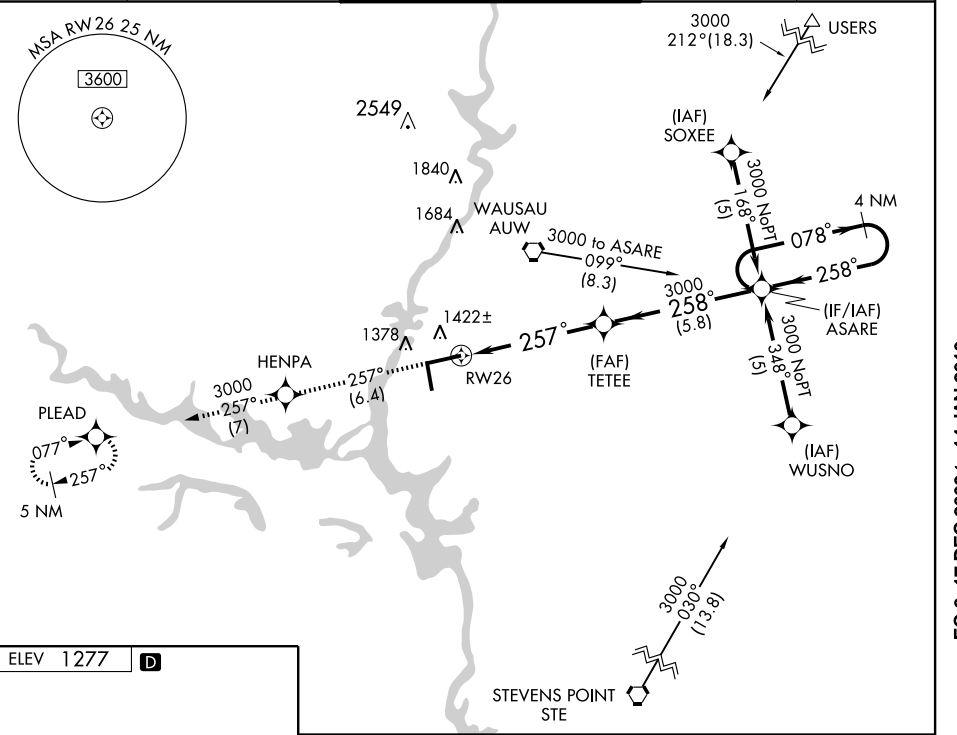 MSA RW26 25 NM
3600
3000
212°(18.3)
USERS
2549
(IAF)
SOXEE
1840
3000 NoPT
168°
(5)
4 NM
1684
WAUSAU
AUW
3000 to ASARE
099°
(8.3)
078°
258°
3000
258°
(5.8)
(IF/IAF)
ASARE
1422±
1378
257°
(FAF)
TETEE
RW26
3000 NoPT
348°
(5)
HENPA
257°
(6.4)
3000
257°
(7)
PLEAD
077°
257°
5 NM
(IAF)
WUSNO
3000
030°
(13.8)
ELEV 1277 D
STEVENS POINT
STE